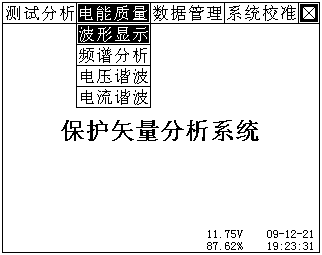 测试分析 电能质量 数据管理 系统校准
波形显示
频谱分析
电压谐波
电流谐波
保护矢量分析系统
11.75V 09-12-21
87.62% 19:23:31